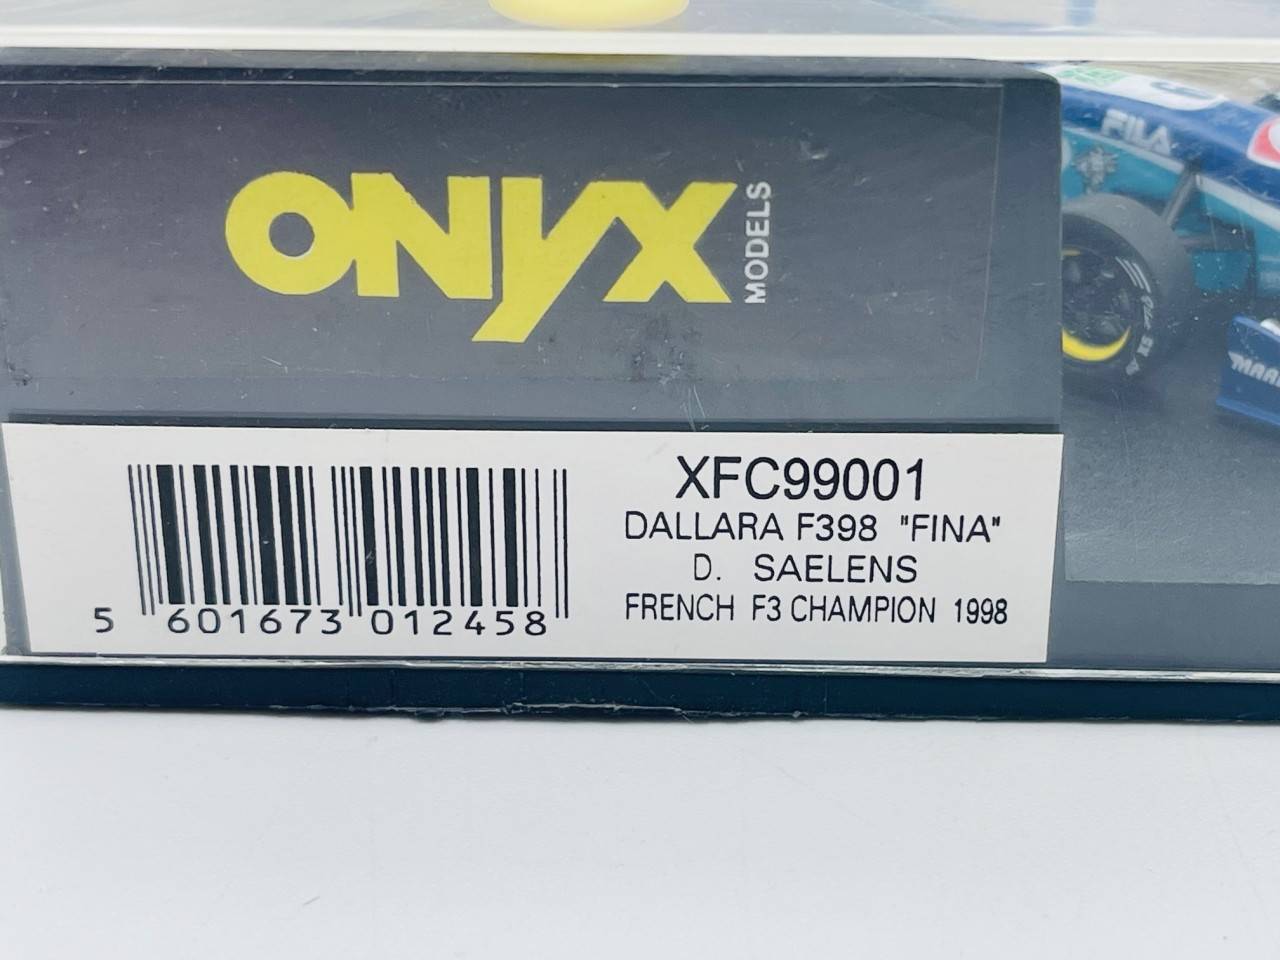 ONYX
MODELS
FILA
XFC99001
DALLARA F398 "FINA"
D. SAELENS
FRENCH F3 CHAMPION 1998
5 601673 012458